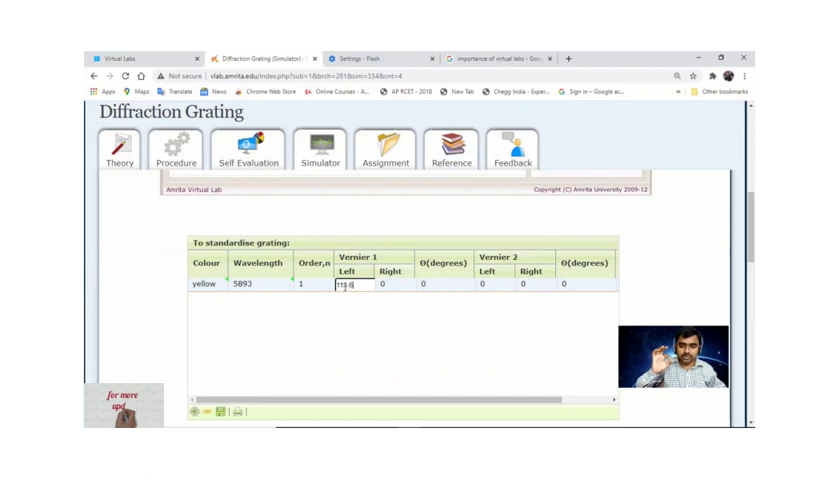 Virtual Labs
Diffraction Grating (Simulator)
Settings - Flash
importance of virtual labs - Goog
Not secure
vlab.amrita.edu/index.php?sub=1&brch=281&sim=334&cnt=4
Apps
Maps
Translate
News
Chrome Web Store
Online Courses - A...
AP RCET - 2018
New Tab
Chegg India - Exper...
Sign in – Google ac...
Other bookmarks
Diffraction Grating
Theory
Procedure
Self Evaluation
Simulator
Assignment
Reference
Feedback
Amrita Virtual Lab
Copyright (C) Amrita University 2009-12
To standardise grating:
Colour Wavelength Order,n Vernier 1 Θ(degrees) Vernier 2 Θ(degrees)
Left Right Left Right
yellow 5893 1 113.6 0 0 0 0 0
for more
upd